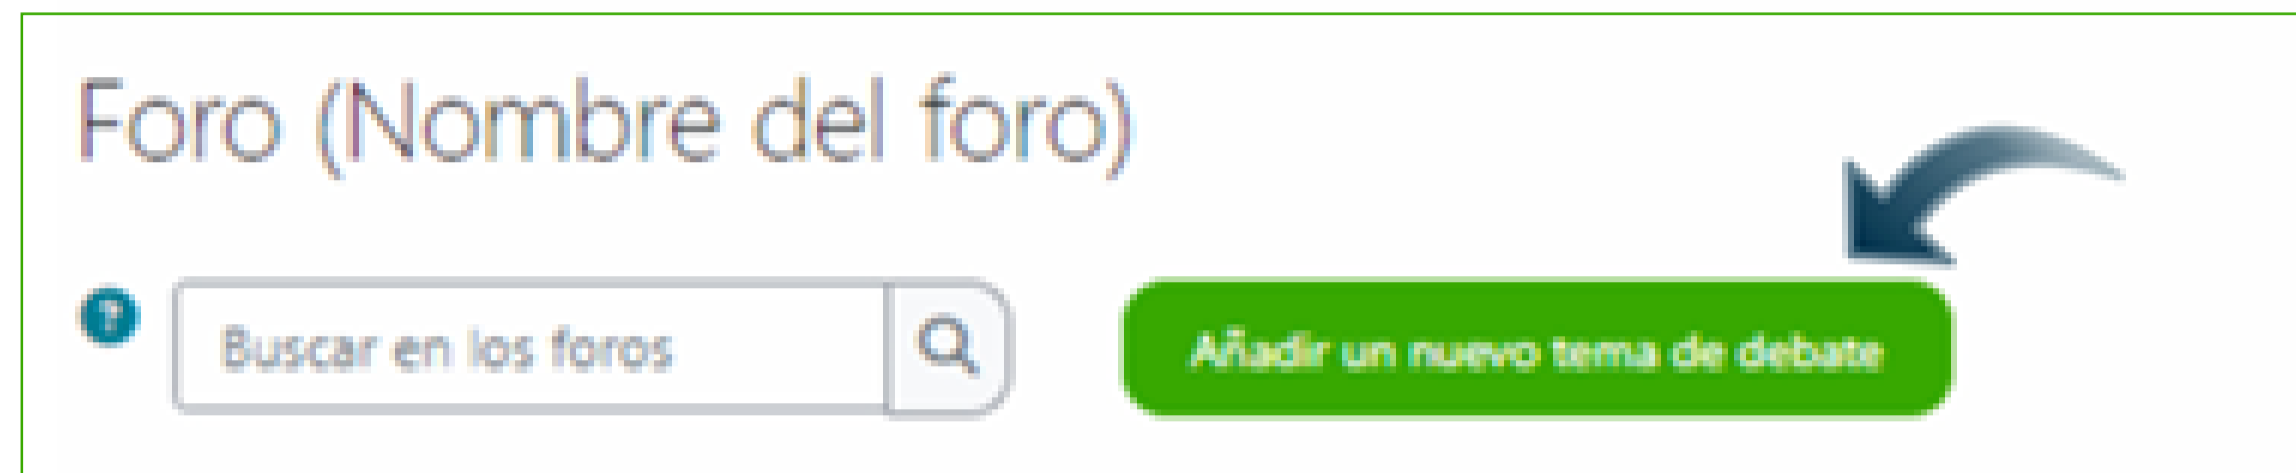 Foro (Nombre del foro)
? Buscar en los foros Añadir un nuevo tema de debate